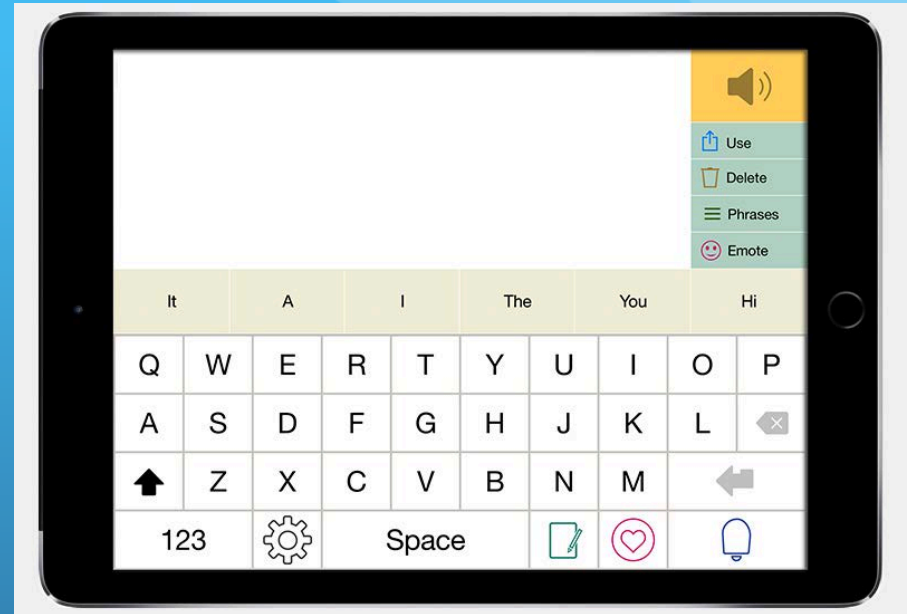 Use
Delete
Phrases
Emote
It A I The You Hi
Q W E R T Y U I O P
A S D F G H J K L
Z X C V B N M
123 Space